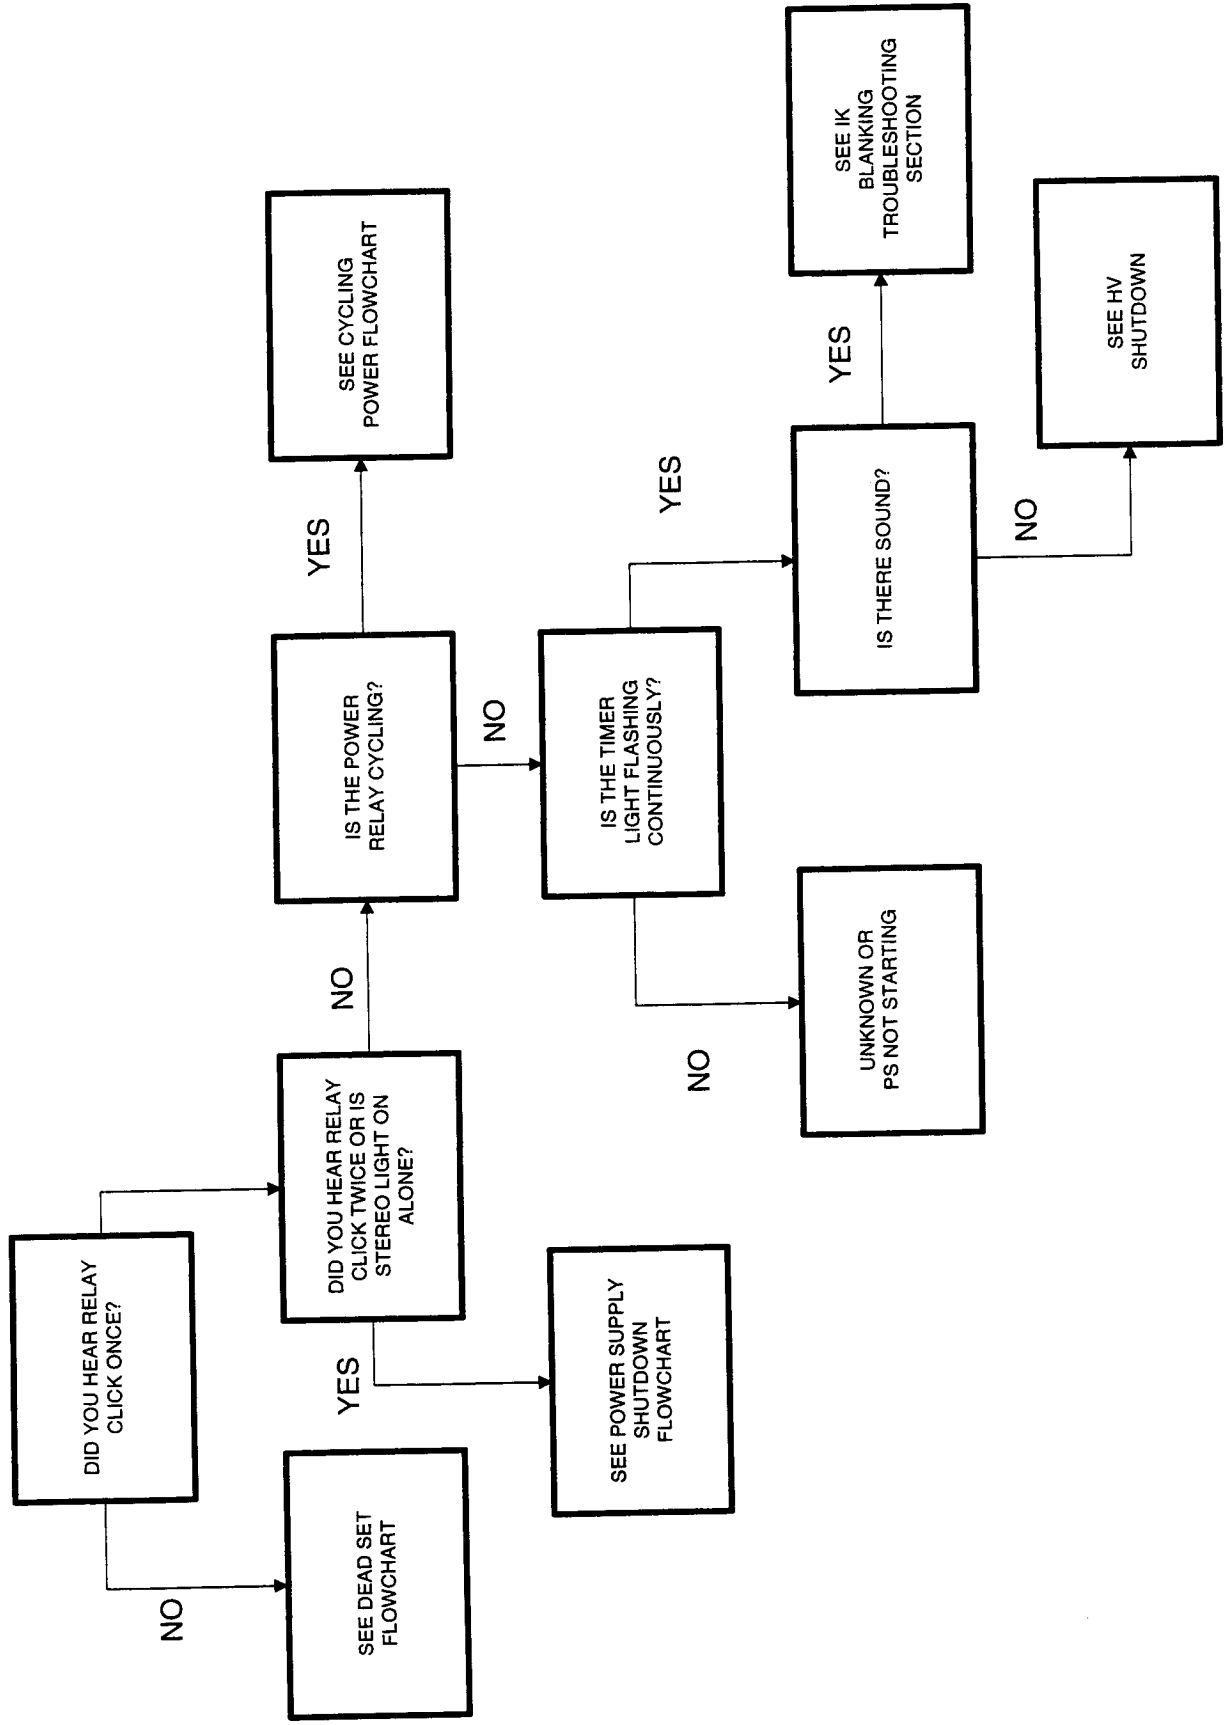 DID YOU HEAR RELAY
CLICK ONCE?
NO
SEE DEAD SET
FLOWCHART
DID YOU HEAR RELAY
CLICK TWICE OR IS
STEREO LIGHT ON
ALONE?
YES
SEE POWER SUPPLY
SHUTDOWN
FLOWCHART
NO
IS THE POWER
RELAY CYCLING?
YES
SEE CYCLING
POWER FLOWCHART
NO
IS THE TIMER
LIGHT FLASHING
CONTINUOUSLY?
NO
UNKNOWN OR
PS NOT STARTING
YES
IS THERE SOUND?
YES
SEE IK
BLANKING
TROUBLESHOOTING
SECTION
NO
SEE HV
SHUTDOWN